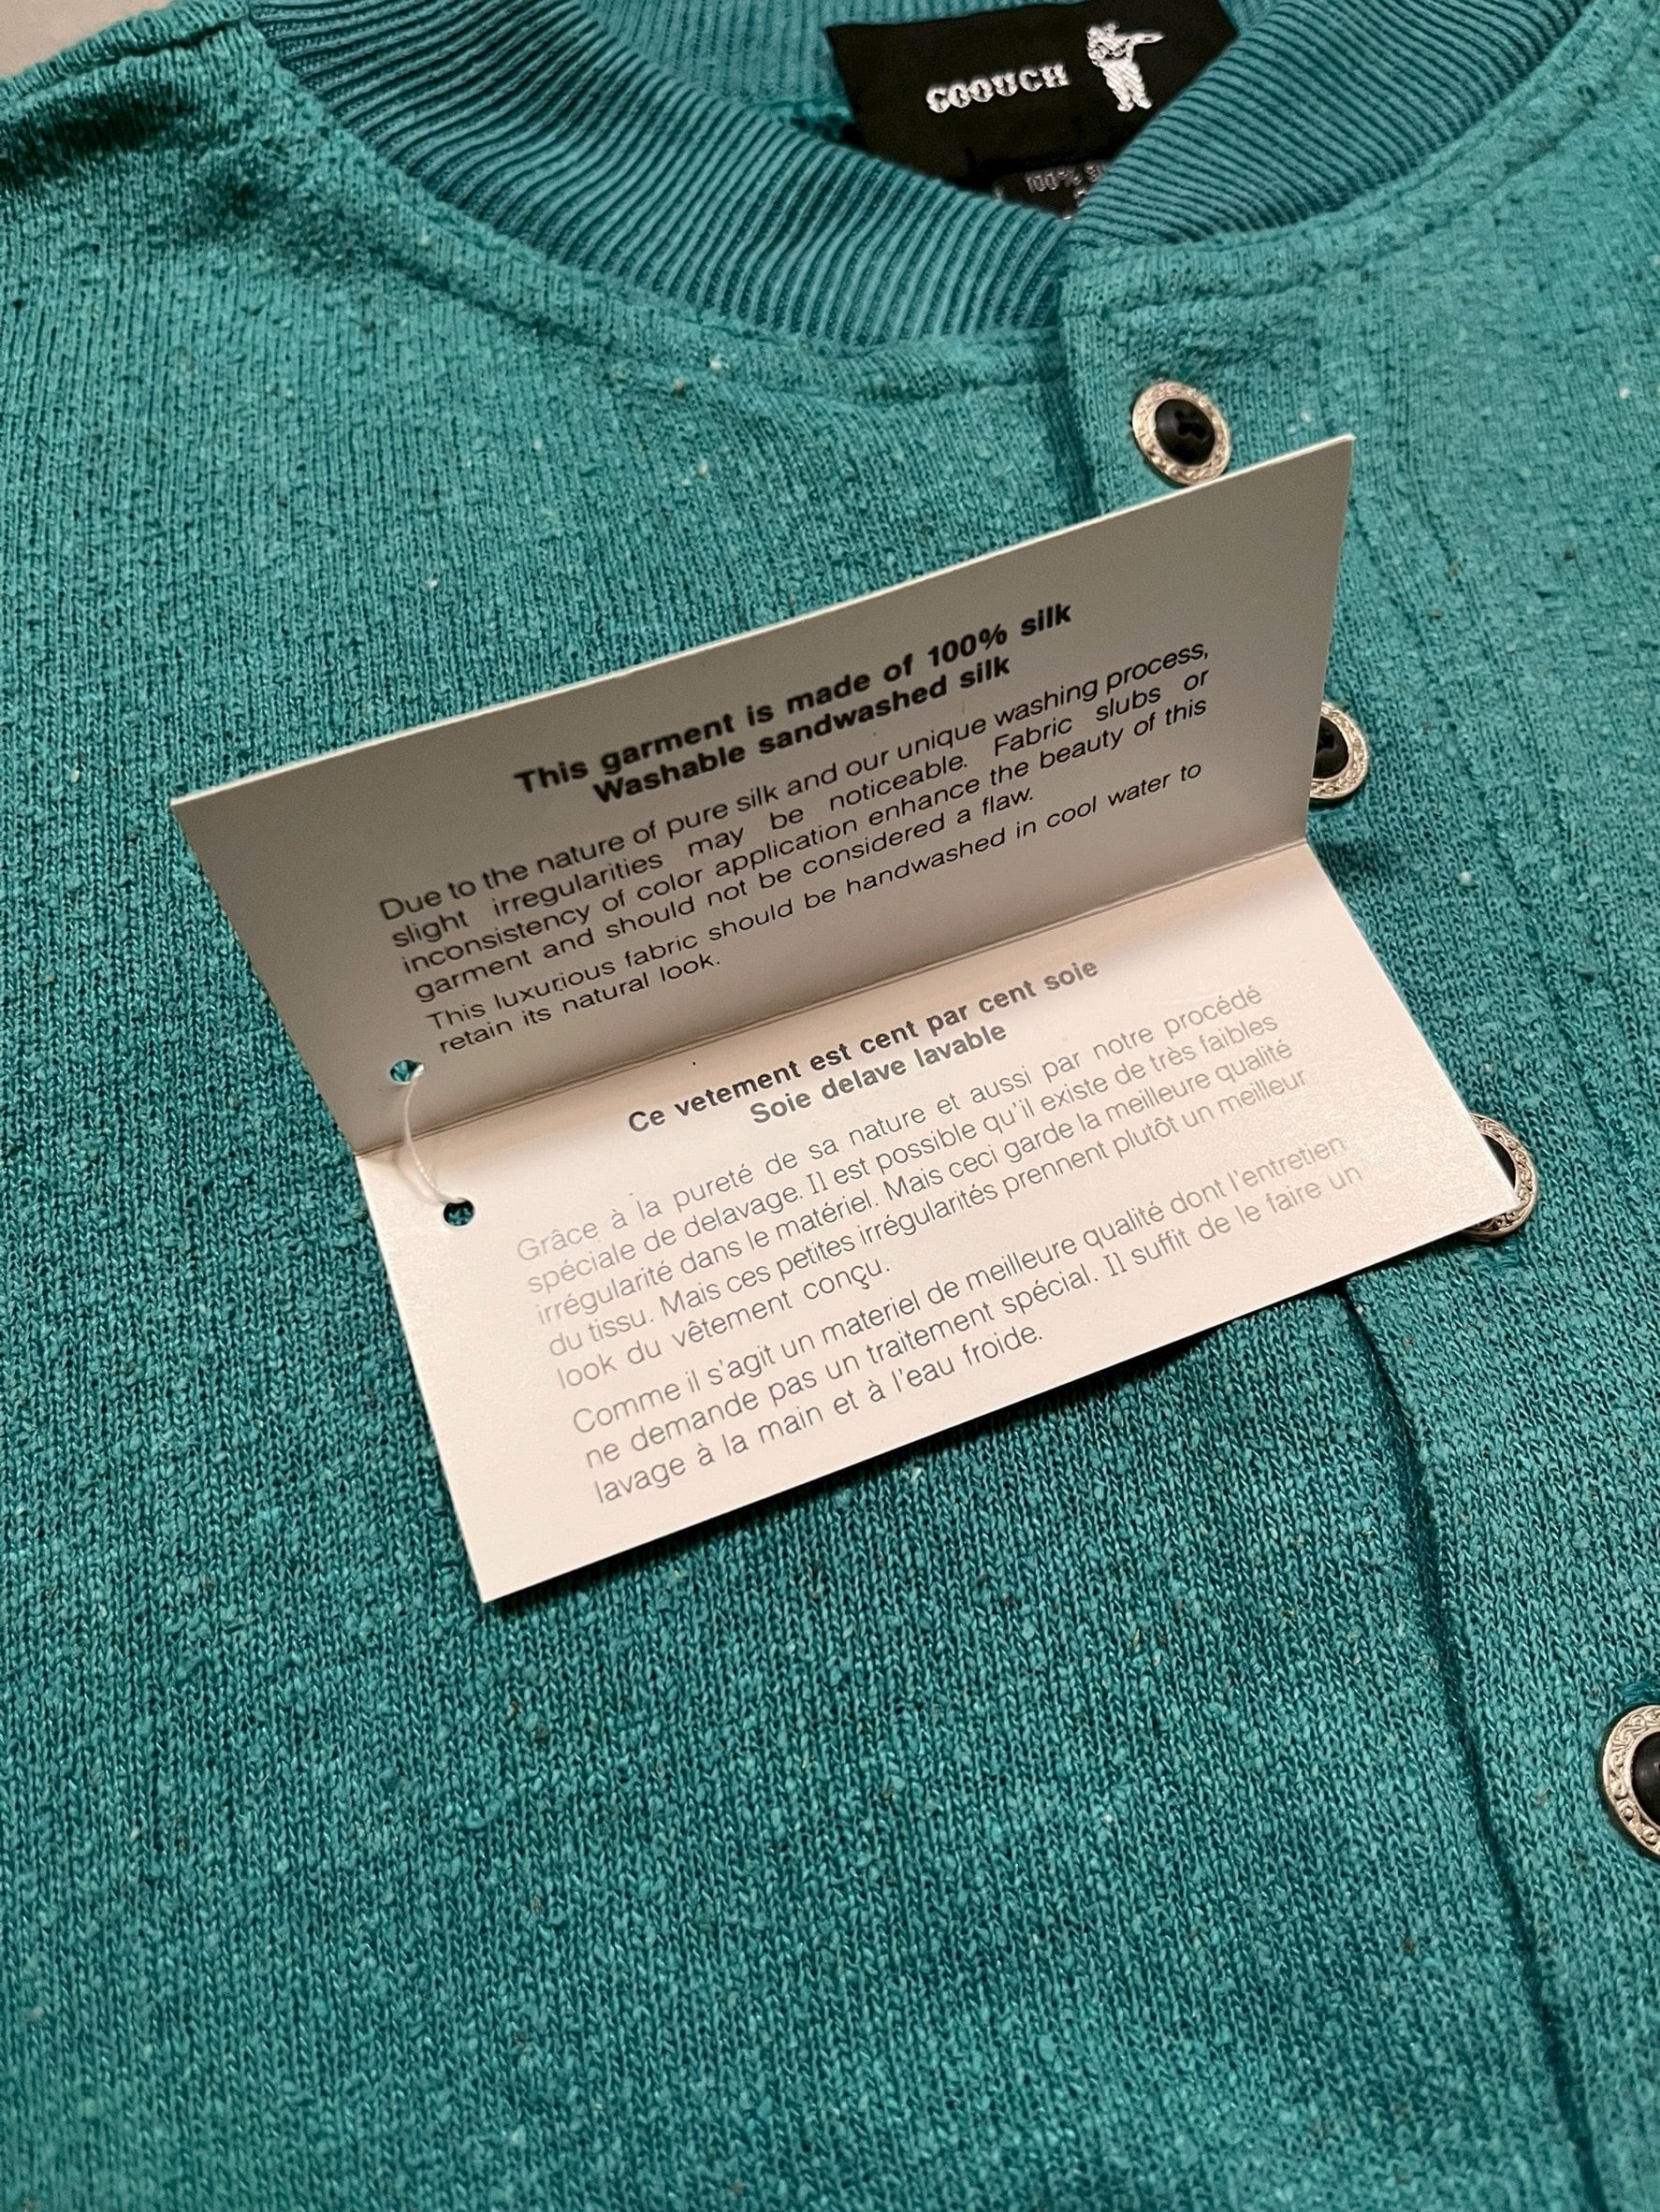 GOOUCH
100%
This garment is made of 100% silk
Washable sandwashed silk
Due to the nature of pure silk and our unique washing process,
slight irregularities may be noticeable. Fabric slubs or
inconsistency of color application enhance the beauty of this
garment and should not be considered a flaw.
This luxurious fabric should be handwashed in cool water to
retain its natural look.
Ce vetement est cent par cent soie
Soie delave lavable
Grâce à la pureté de sa nature et aussi par notre procédé
spéciale de delavage. Il est possible qu'il existe de très faibles
irrégularité dans le matériel. Mais ceci garde la meilleure qualité
du tissu. Mais ces petites irrégularités prennent plutôt un meilleur
look du vêtement conçu.
Comme il s'agit un materiel de meilleure qualité dont l'entretien
ne demande pas un traitement spécial. Il suffit de le faire un
lavage à la main et à l'eau froide.